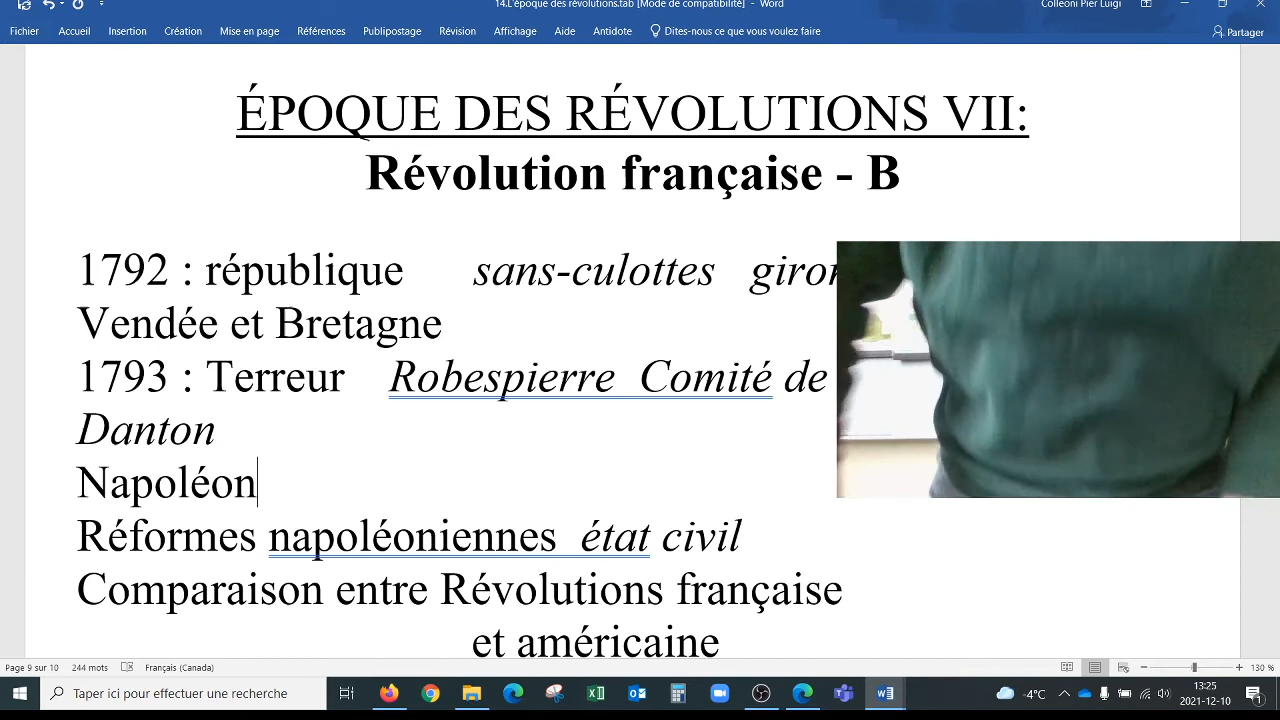 14.L'époque des révolutions.tab [Mode de compatibilité] - Word
Colleoni Pier Luigi
Fichier Accueil Insertion Création Mise en page Références Publipostage Révision Affichage Aide Antidote Dites-nous ce que vous voulez faire Partager
ÉPOQUE DES RÉVOLUTIONS VII:
Révolution française - B
1792 : république sans-culottes
Vendée et Bretagne
1793 : Terreur Robespierre Comité de
Danton
Napoléon
Réformes napoléoniennes état civil
Comparaison entre Révolutions française
et américaine
Page 9 sur 10 244 mots Français (Canada) 130 %
Taper ici pour effectuer une recherche
-4°C
13:25
2021-12-10